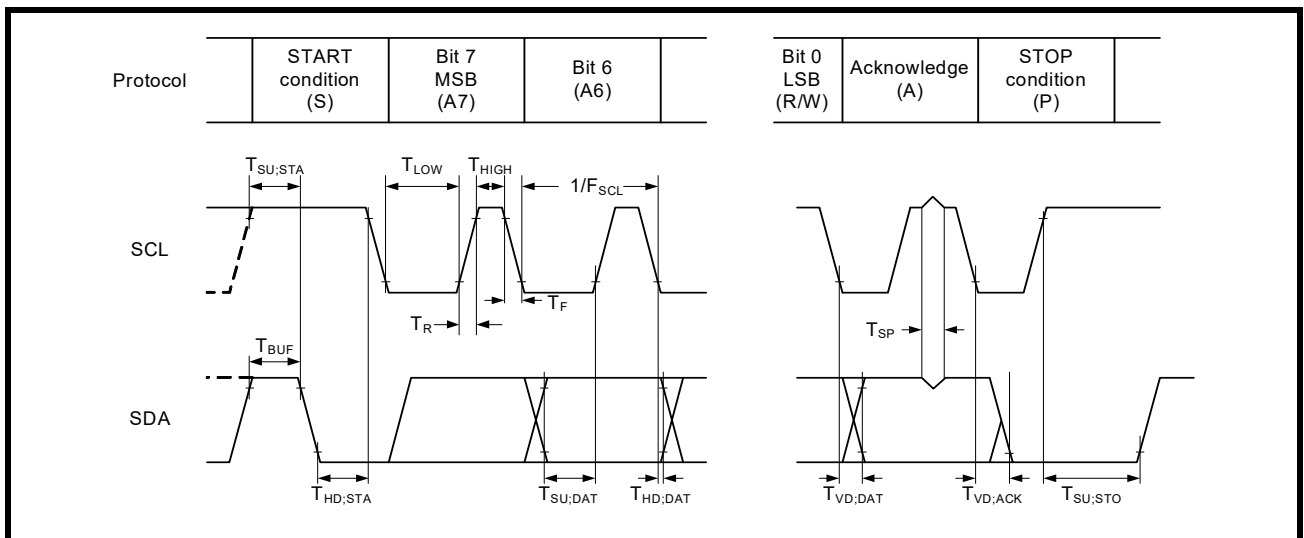 Protocol
START
condition
(S)
Bit 7
MSB
(A7)
Bit 6
(A6)
Bit 0
LSB
(R/W)
Acknowledge
(A)
STOP
condition
(P)
TSU;STA
TLOW
THIGH
1/FSCL
SCL
TF
TR
TSP
TBUF
SDA
THD;STA
TSU;DAT
THD;DAT
TVD;DAT
TVD;ACK
TSU;STO